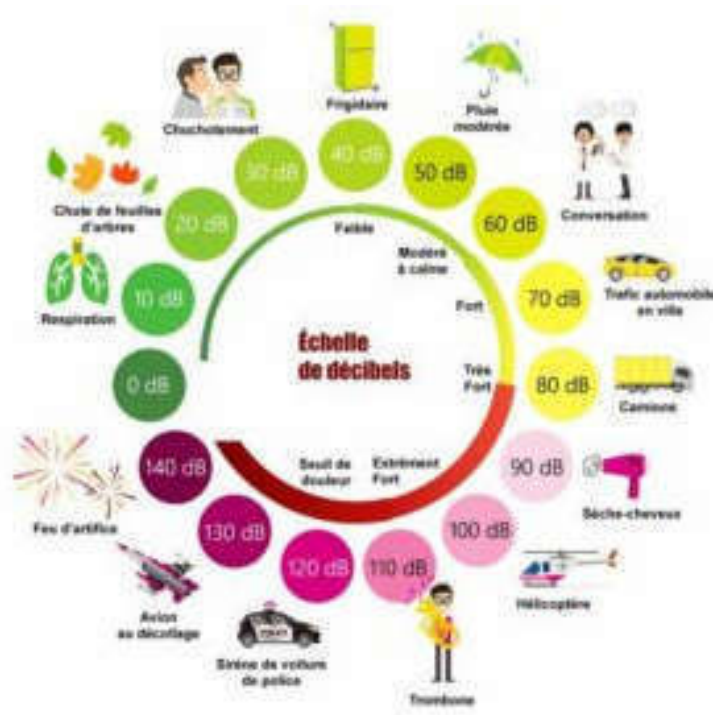 Échelle
de décibels
0 dB
10 dB
Respiration
20 dB
Chute de feuilles
d'arbres
30 dB
Chuchotement
40 dB
Frigidaire
50 dB
Pluie
modérée
60 dB
Conversation
70 dB
Trafic automobile
en ville
80 dB
Camions
90 dB
Sèche-cheveux
100 dB
Hélicoptère
110 dB
Trombone
120 dB
Sirène de voiture
de police
130 dB
Avion
au décollage
140 dB
Feu d'artifice
Faible
Modéré
à calme
Fort
Très
Fort
Extrêment
Fort
Seuil de
douleur